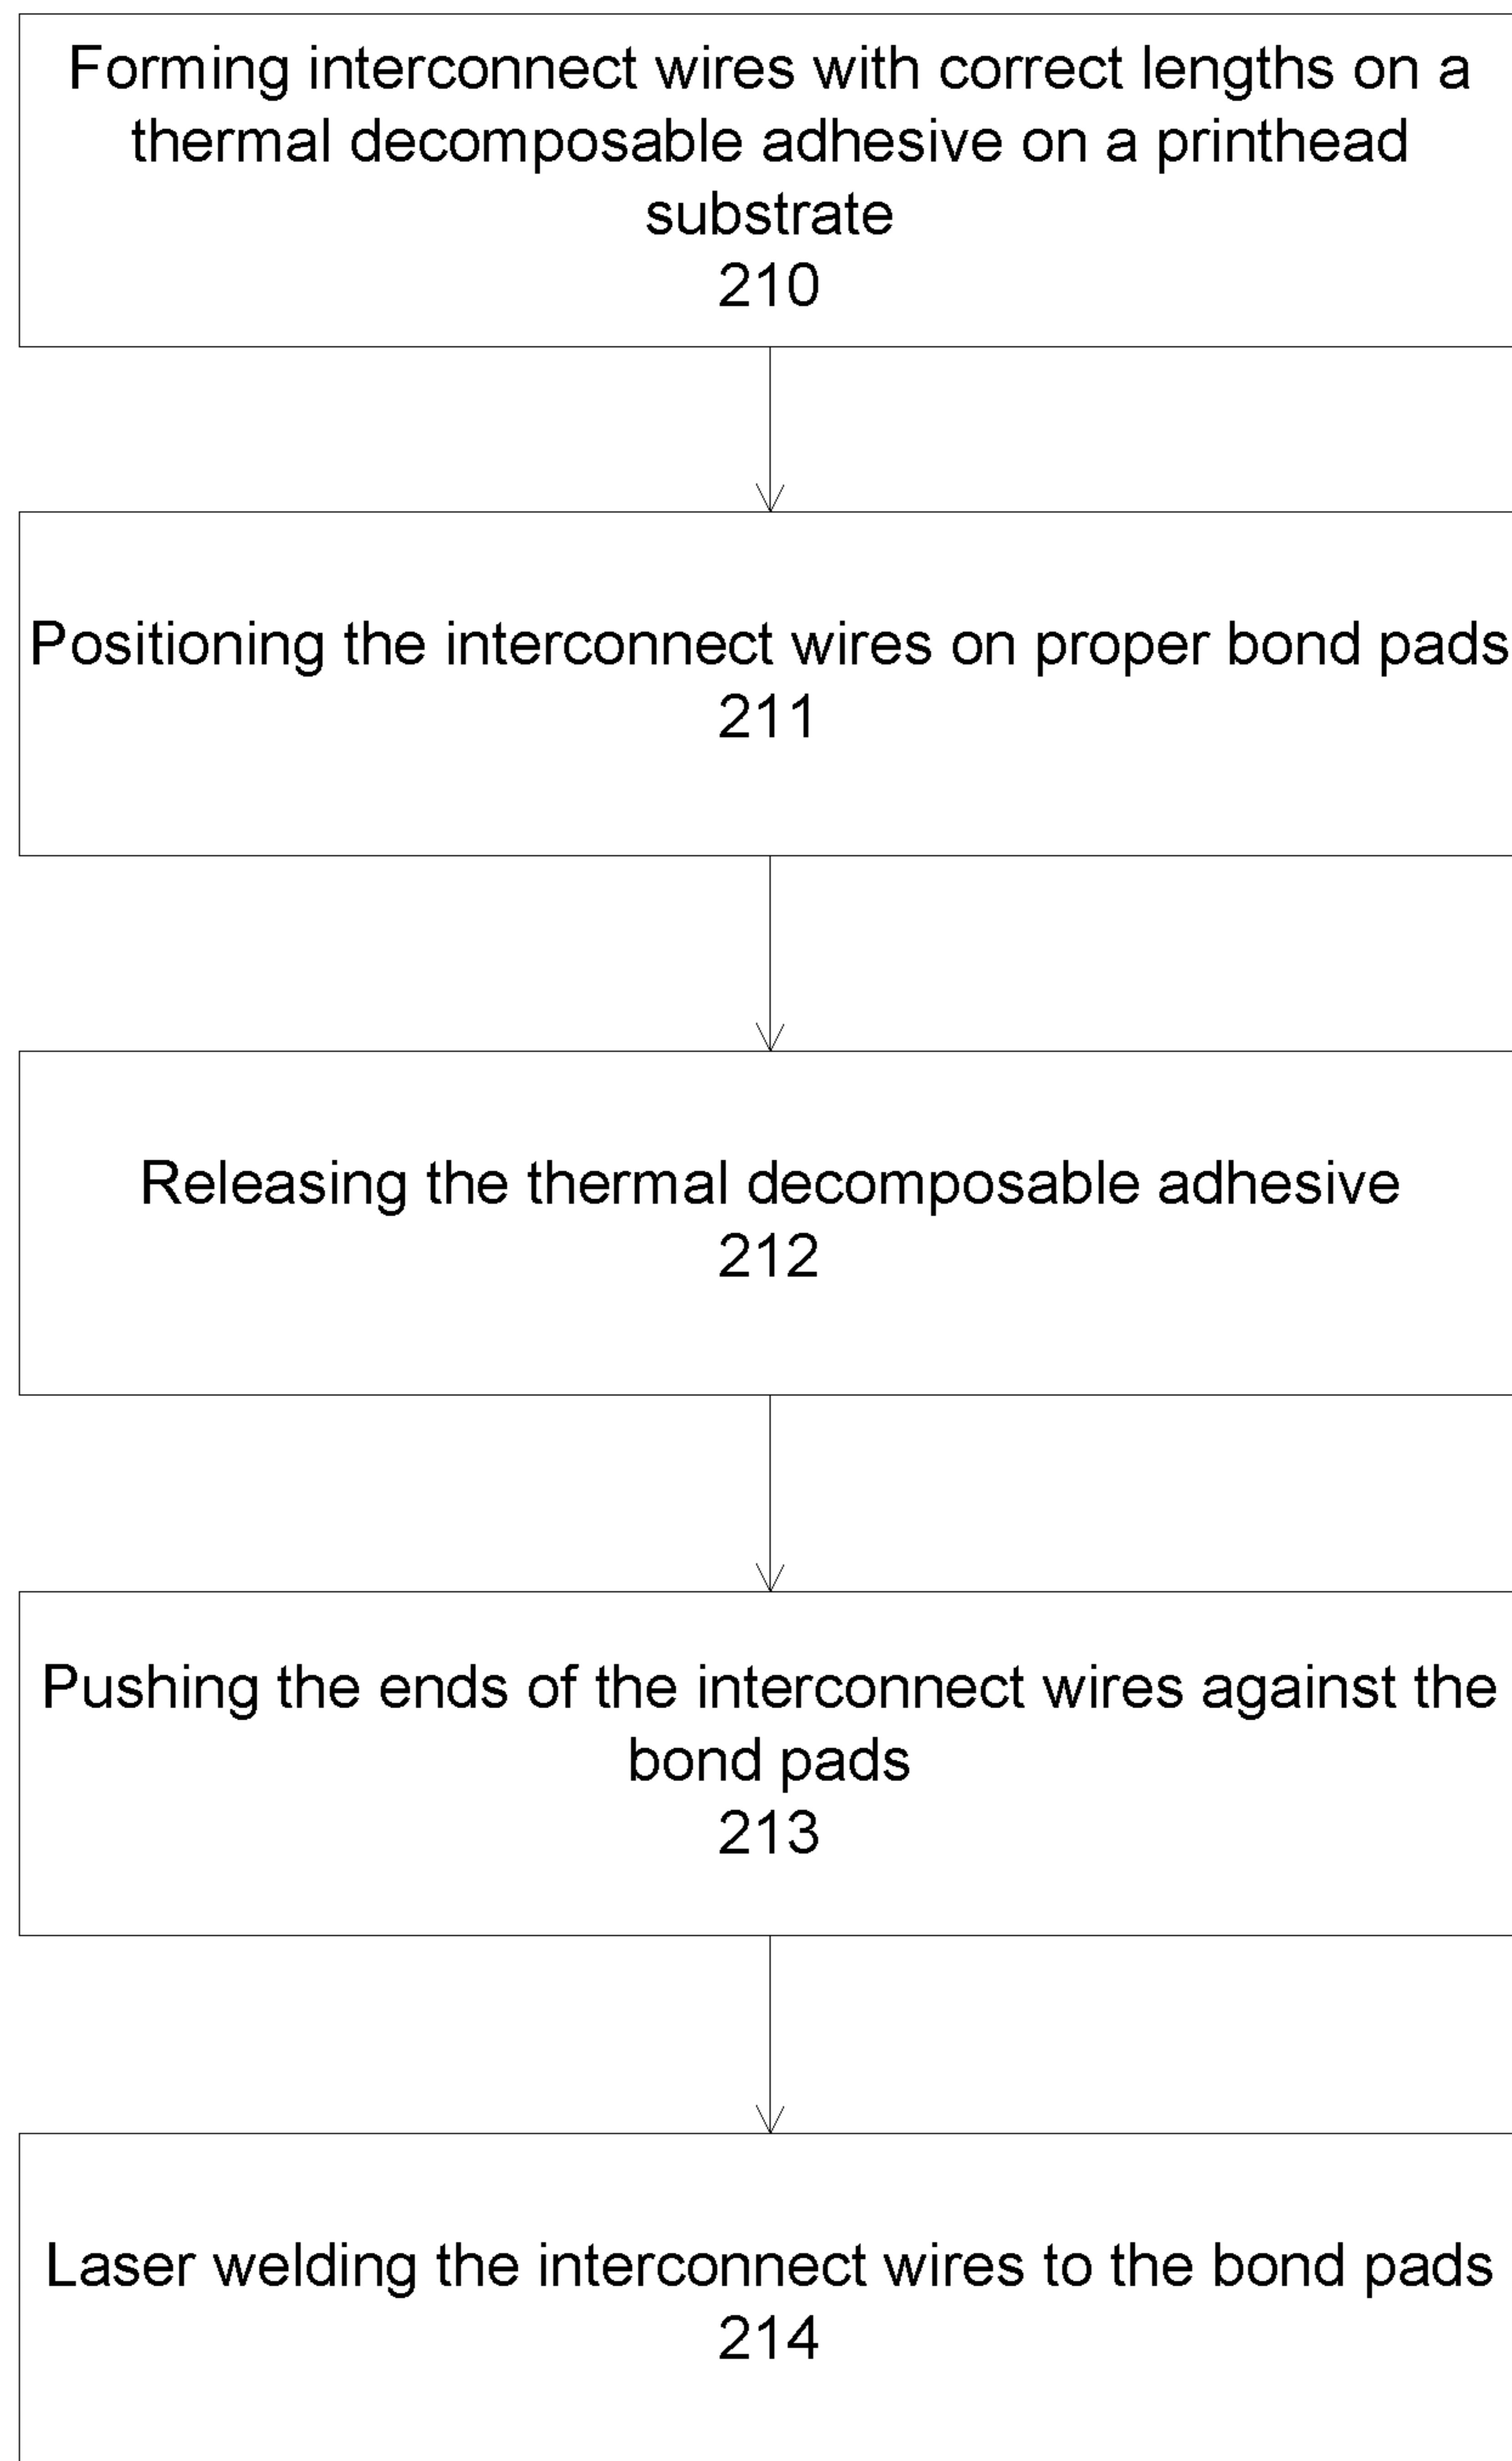 Forming interconnect wires with correct lengths on a
thermal decomposable adhesive on a printhead
substrate
210
Positioning the interconnect wires on proper bond pads
211
Releasing the thermal decomposable adhesive
212
Pushing the ends of the interconnect wires against the
bond pads
213
Laser welding the interconnect wires to the bond pads
214